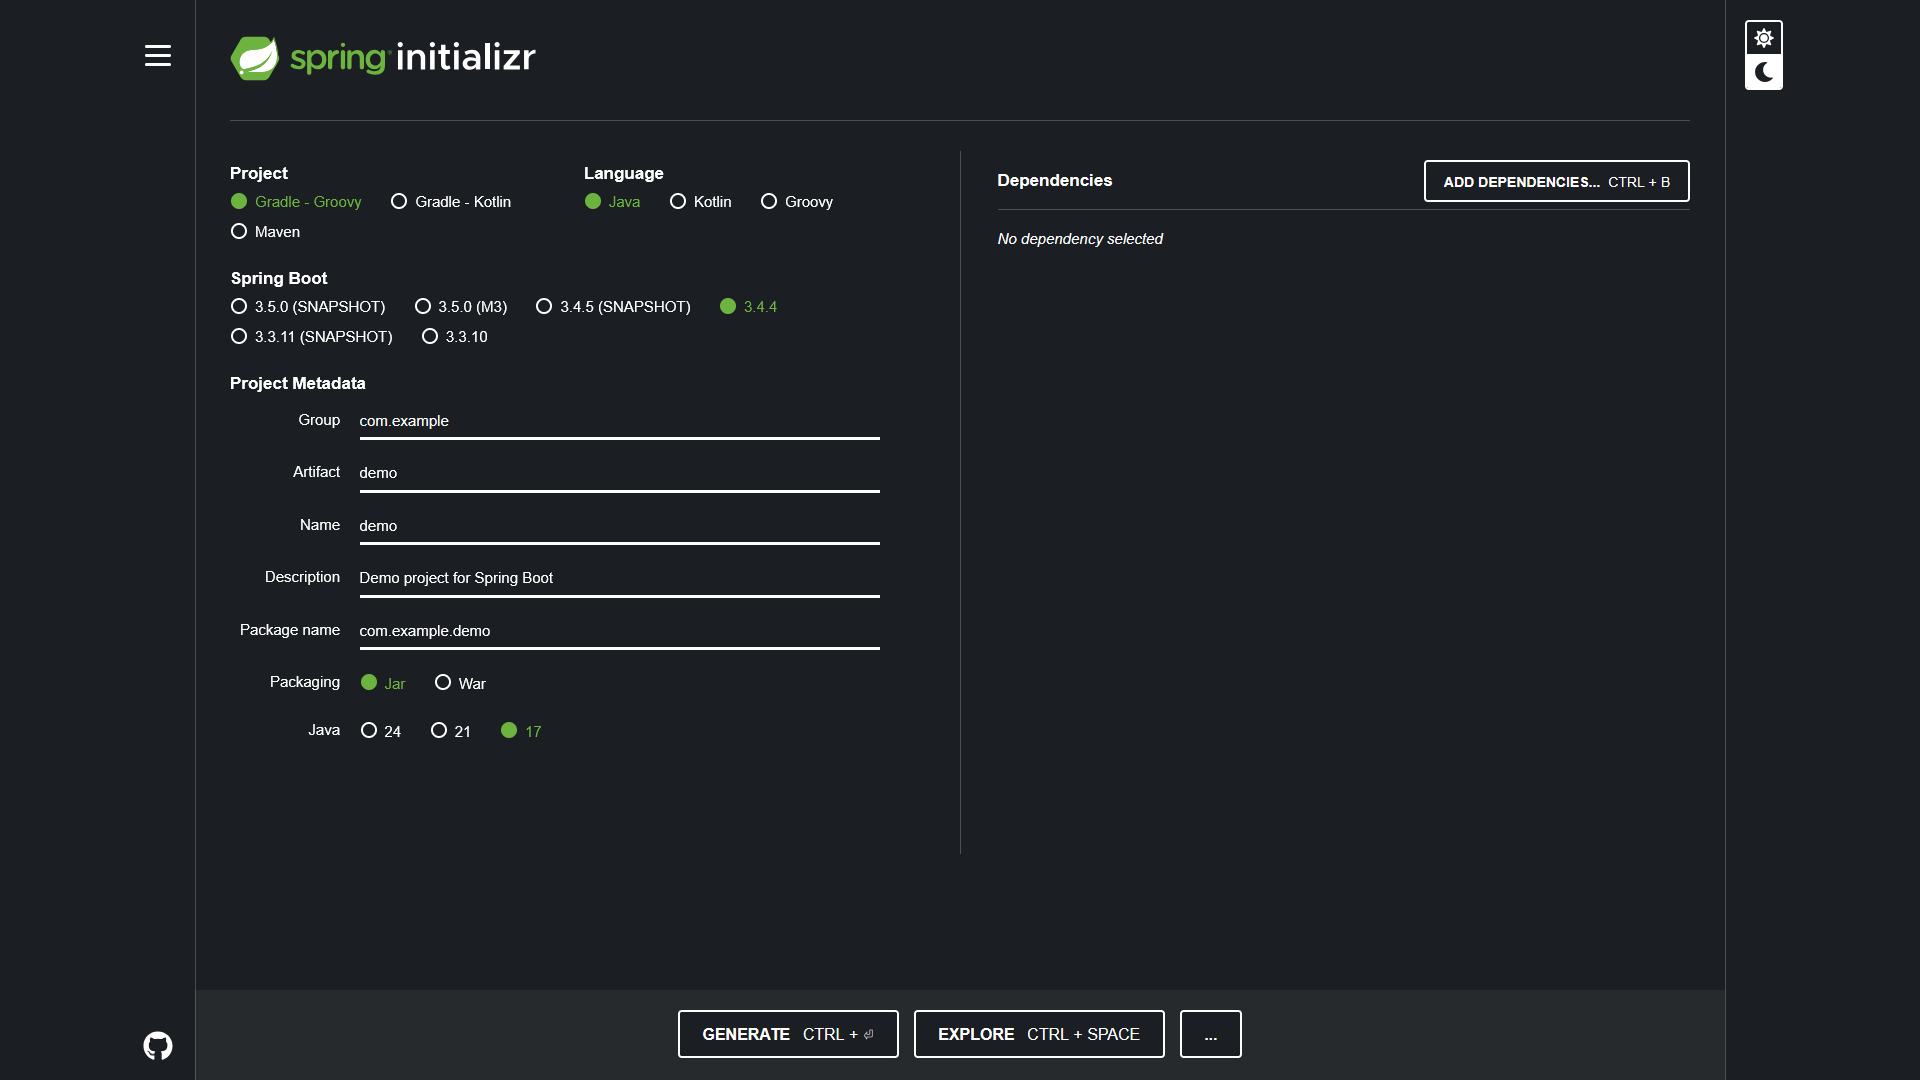 spring initializr
Project
Gradle - Groovy Gradle - Kotlin
Maven
Language
Java Kotlin Groovy
Spring Boot
3.5.0 (SNAPSHOT) 3.5.0 (M3) 3.4.5 (SNAPSHOT) 3.4.4
3.3.11 (SNAPSHOT) 3.3.10
Project Metadata
Group com.example
Artifact demo
Name demo
Description Demo project for Spring Boot
Package name com.example.demo
Packaging Jar War
Java 24 21 17
Dependencies
ADD DEPENDENCIES... CTRL + B
No dependency selected
GENERATE CTRL + ⏎
EXPLORE CTRL + SPACE
...